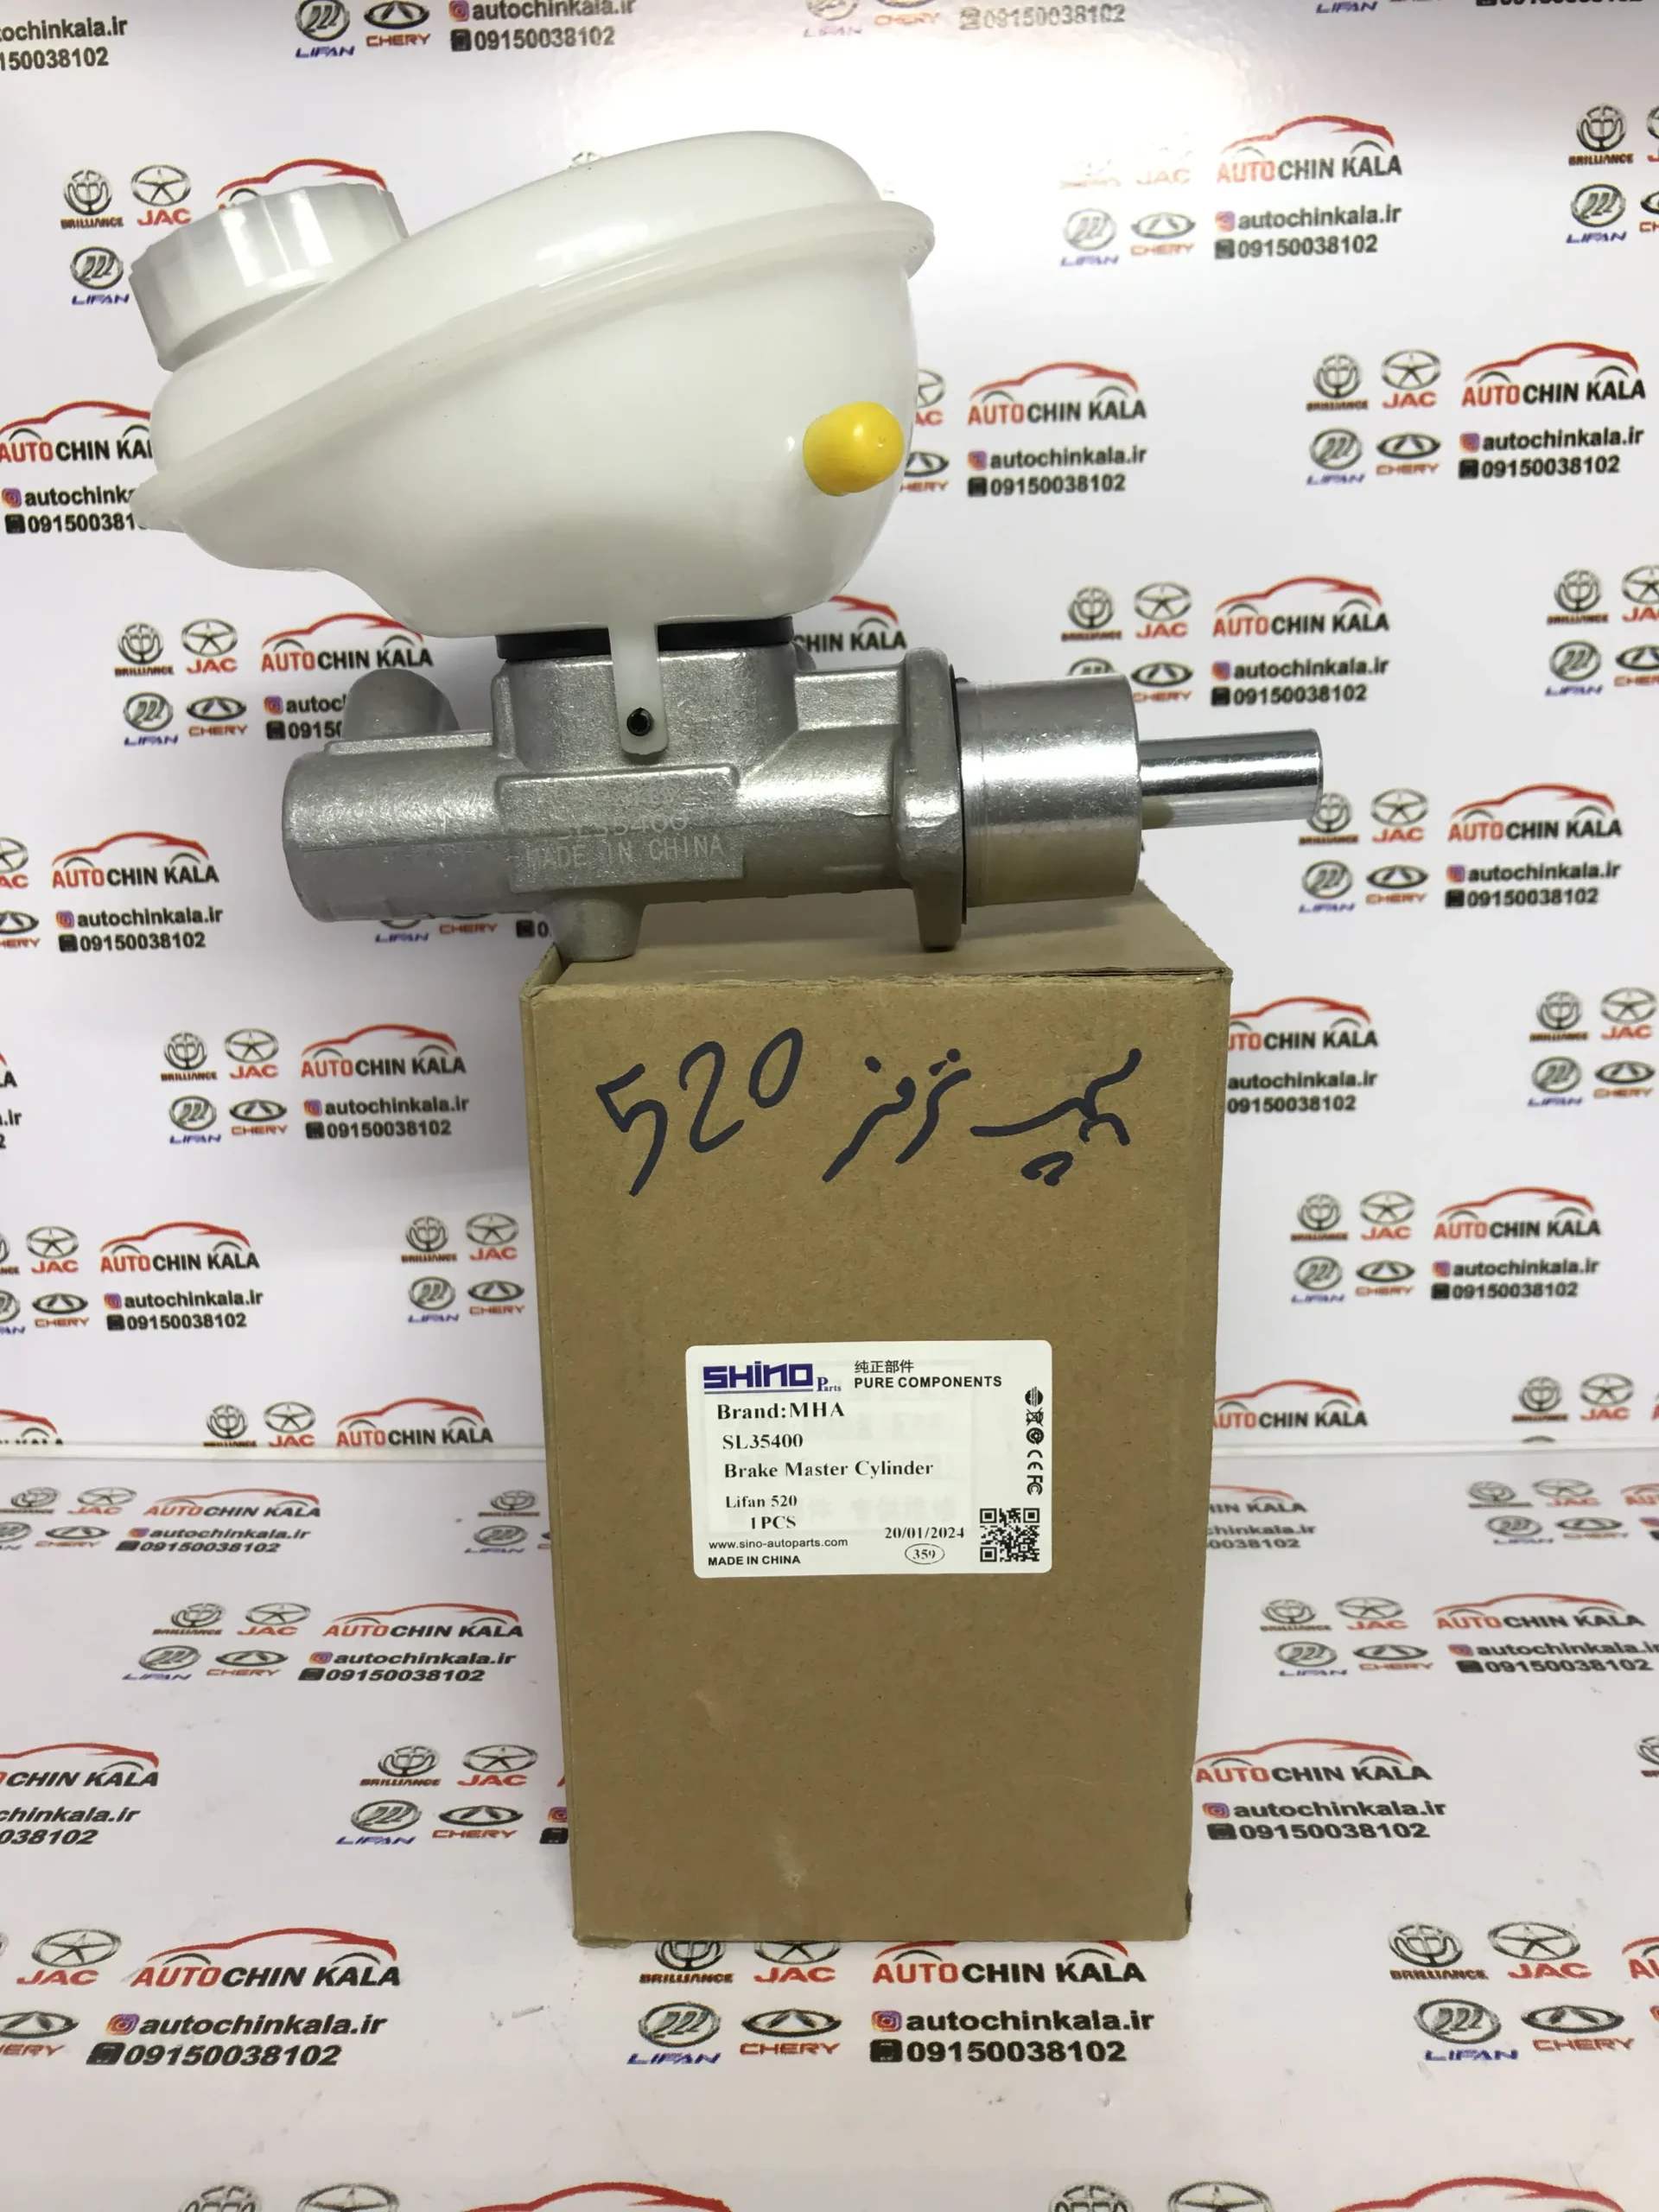 LF35400
MADE IN CHINA
پمپ ترمز 520
SHINO Parts
纯正部件
PURE COMPONENTS
Brand:MHA
SL35400
Brake Master Cylinder
Lifan 520
1PCS
20/01/2024
www.sino-autoparts.com
359
MADE IN CHINA
BRILLIANCE JAC AUTOCHIN KALA
LIFAN CHERY autochinkala.ir
09150038102